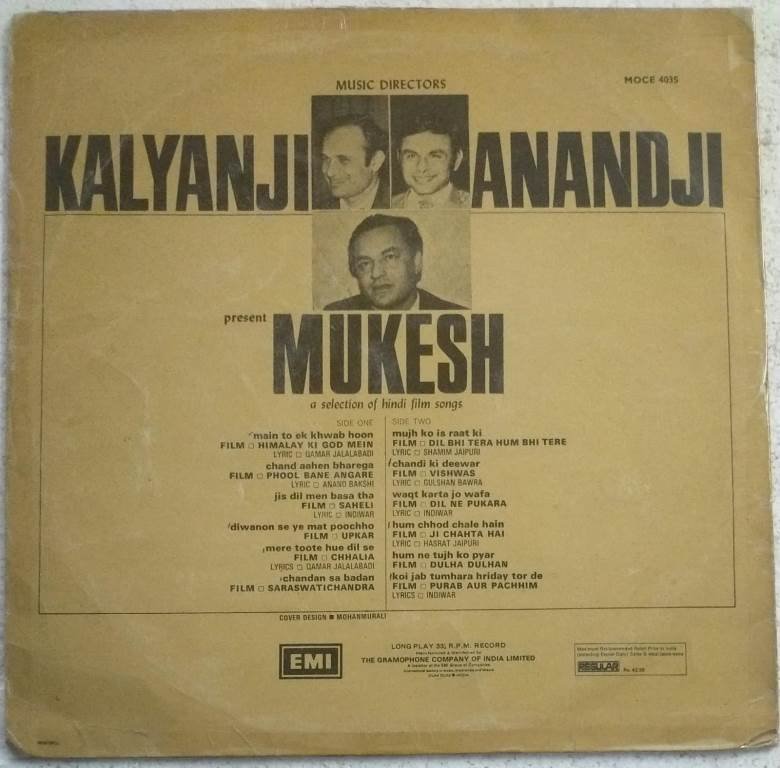 MUSIC DIRECTORS
MOCE 4035
KALYANJI ANANDJI
present
MUKESH
a selection of hindi film songs
SIDE ONE
main to ek khwab hoon
FILM □ HIMALAY KI GOD MEIN
LYRIC □ QAMAR JALALABADI
chand aahen bharega
FILM □ PHOOL BANE ANGARE
LYRIC □ ANAND BAKSHI
jis dil men basa tha
FILM □ SAHELI
LYRIC □ INDIWAR
diwanon se ye mat poochho
FILM □ UPKAR
mere toote hue dil se
FILM □ CHHALIA
LYRICS □ QAMAR JALALABADI
chandan sa badan
FILM □ SARASWATICHANDRA
SIDE TWO
mujh ko is raat ki
FILM □ DIL BHI TERA HUM BHI TERE
LYRIC □ SHAMIM JAIPURI
chandi ki deewar
FILM □ VISHWAS
LYRIC □ GULSHAN BAWRA
waqt karta jo wafa
FILM □ DIL NE PUKARA
LYRIC □ INDIWAR
hum chhod chale hain
FILM □ JI CHAHTA HAI
LYRIC □ HASRAT JAIPURI
hum ne tujh ko pyar
FILM □ DULHA DULHAN
koi jab tumhara hriday tor de
FILM □ PURAB AUR PACHHIM
LYRICS □ INDIWAR
COVER DESIGN ■ MOHANMURALI
EMI
LONG PLAY 33⅓ R.P.M. RECORD
THE GRAMOPHONE COMPANY OF INDIA LIMITED
REGULAR